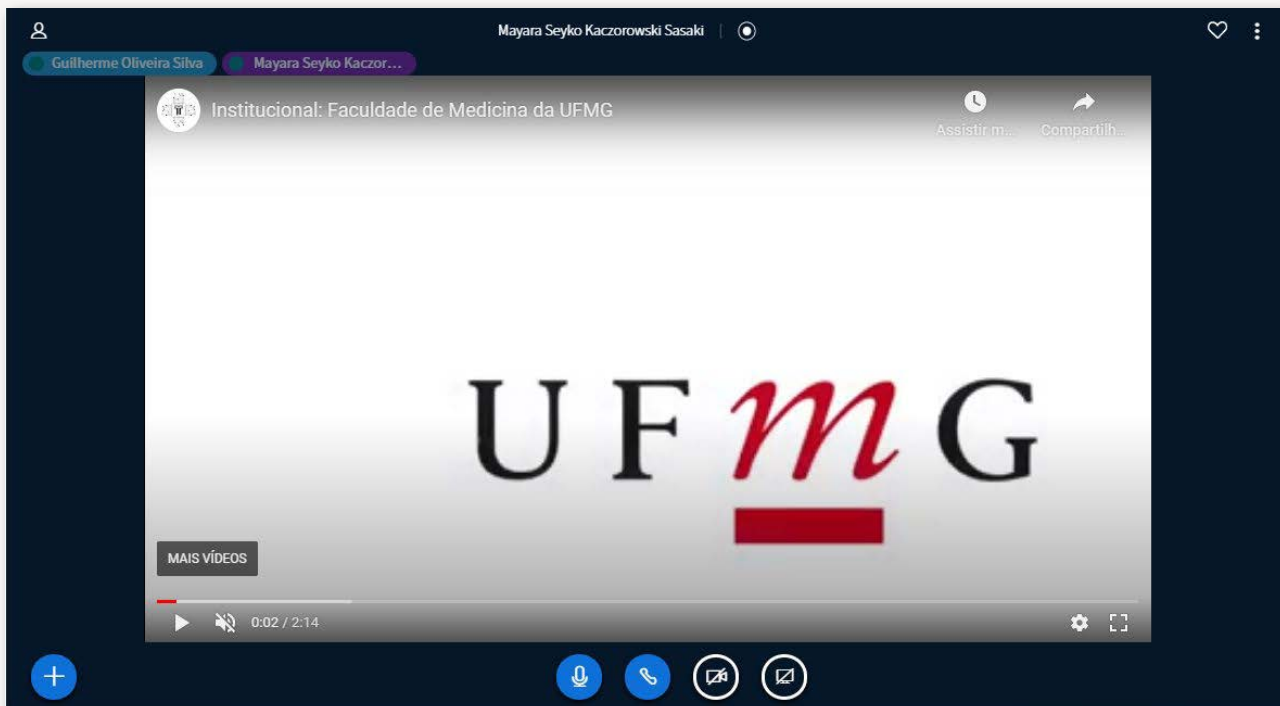 Mayara Seyko Kaczorowski Sasaki
Guilherme Oliveira Silva
Mayara Seyko Kaczor...
Institucional: Faculdade de Medicina da UFMG
Assistir m...
Compartilh...
UFmG
MAIS VÍDEOS
0:02 / 2:14